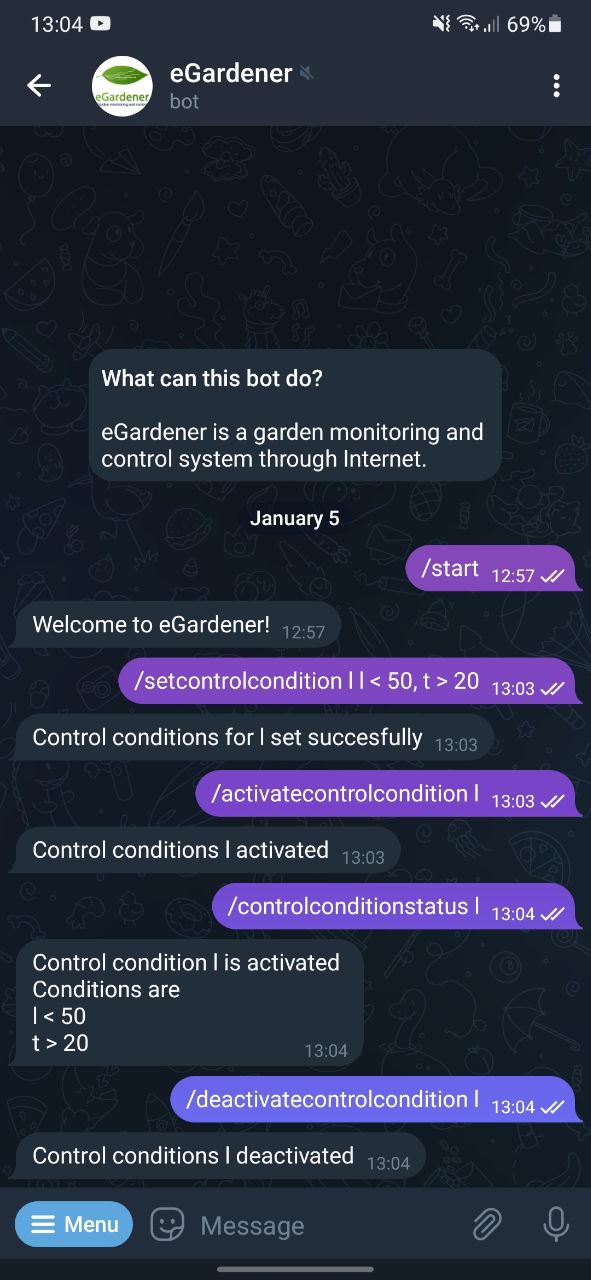 13:04
69%
eGardener
eGardener
bot
What can this bot do?
eGardener is a garden monitoring and
control system through Internet.
January 5
/start 12:57
Welcome to eGardener! 12:57
/setcontrolcondition l l < 50, t > 20 13:03
Control conditions for l set succesfully 13:03
/activatecontrolcondition l 13:03
Control conditions l activated 13:03
/controlconditionstatus l 13:04
Control condition l is activated
Conditions are
l < 50
t > 20 13:04
/deactivatecontrolcondition l 13:04
Control conditions l deactivated 13:04
Menu
Message